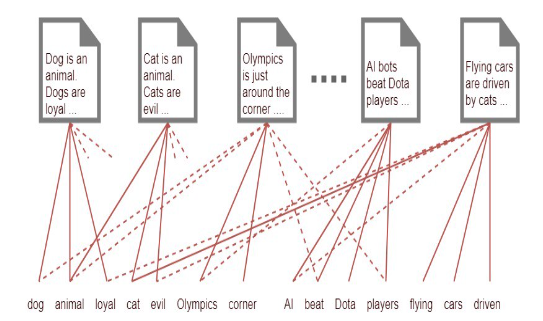 Dog is an
animal.
Dogs are
loyal ...
Cat is an
animal.
Cats are
evil ...
Olympics
is just
around the
corner ....
AI bots
beat Dota
players ...
Flying cars
are driven
by cats ...
dog animal loyal cat evil Olympics corner AI beat Dota players flying cars driven